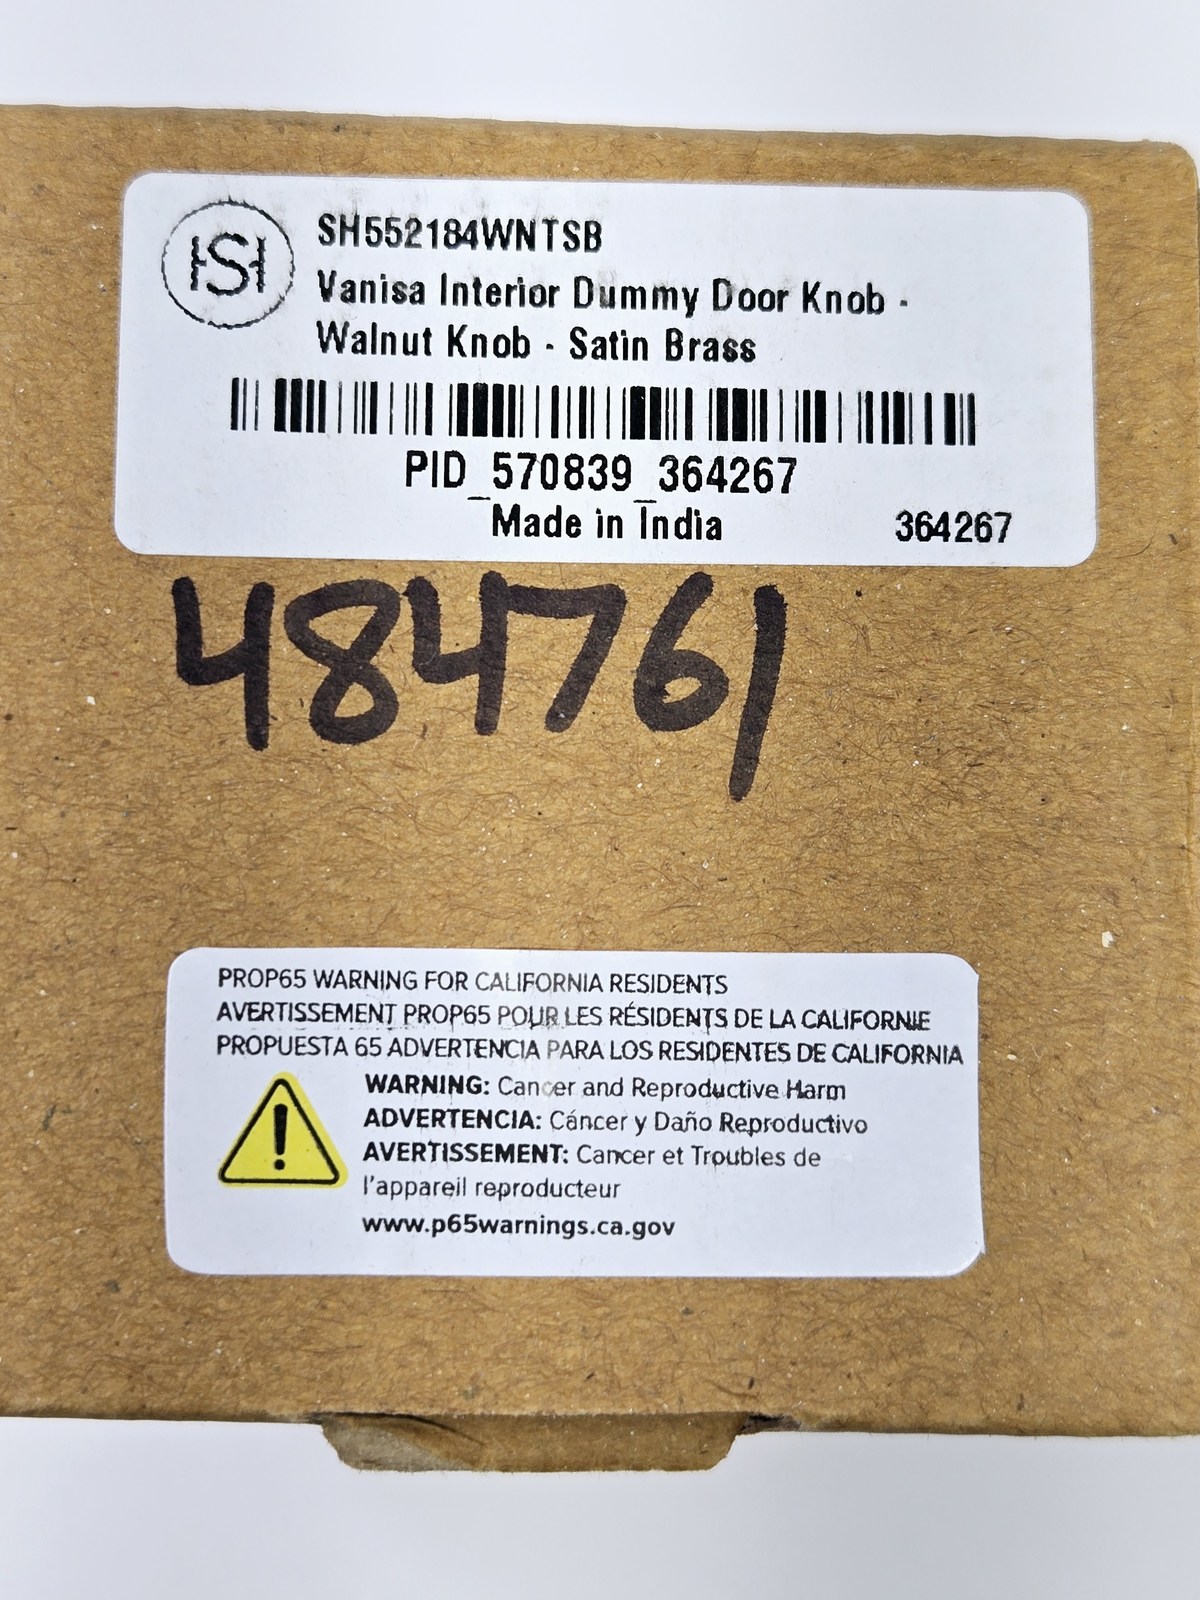 HSH
SH552184WNTSB
Vanisa Interior Dummy Door Knob -
Walnut Knob - Satin Brass
PID_570839_364267
Made in India 364267
484761
PROP65 WARNING FOR CALIFORNIA RESIDENTS
AVERTISSEMENT PROP65 POUR LES RÉSIDENTS DE LA CALIFORNIE
PROPUESTA 65 ADVERTENCIA PARA LOS RESIDENTES DE CALIFORNIA
WARNING: Cancer and Reproductive Harm
ADVERTENCIA: Cáncer y Daño Reproductivo
AVERTISSEMENT: Cancer et Troubles de
l'appareil reproducteur
www.p65warnings.ca.gov